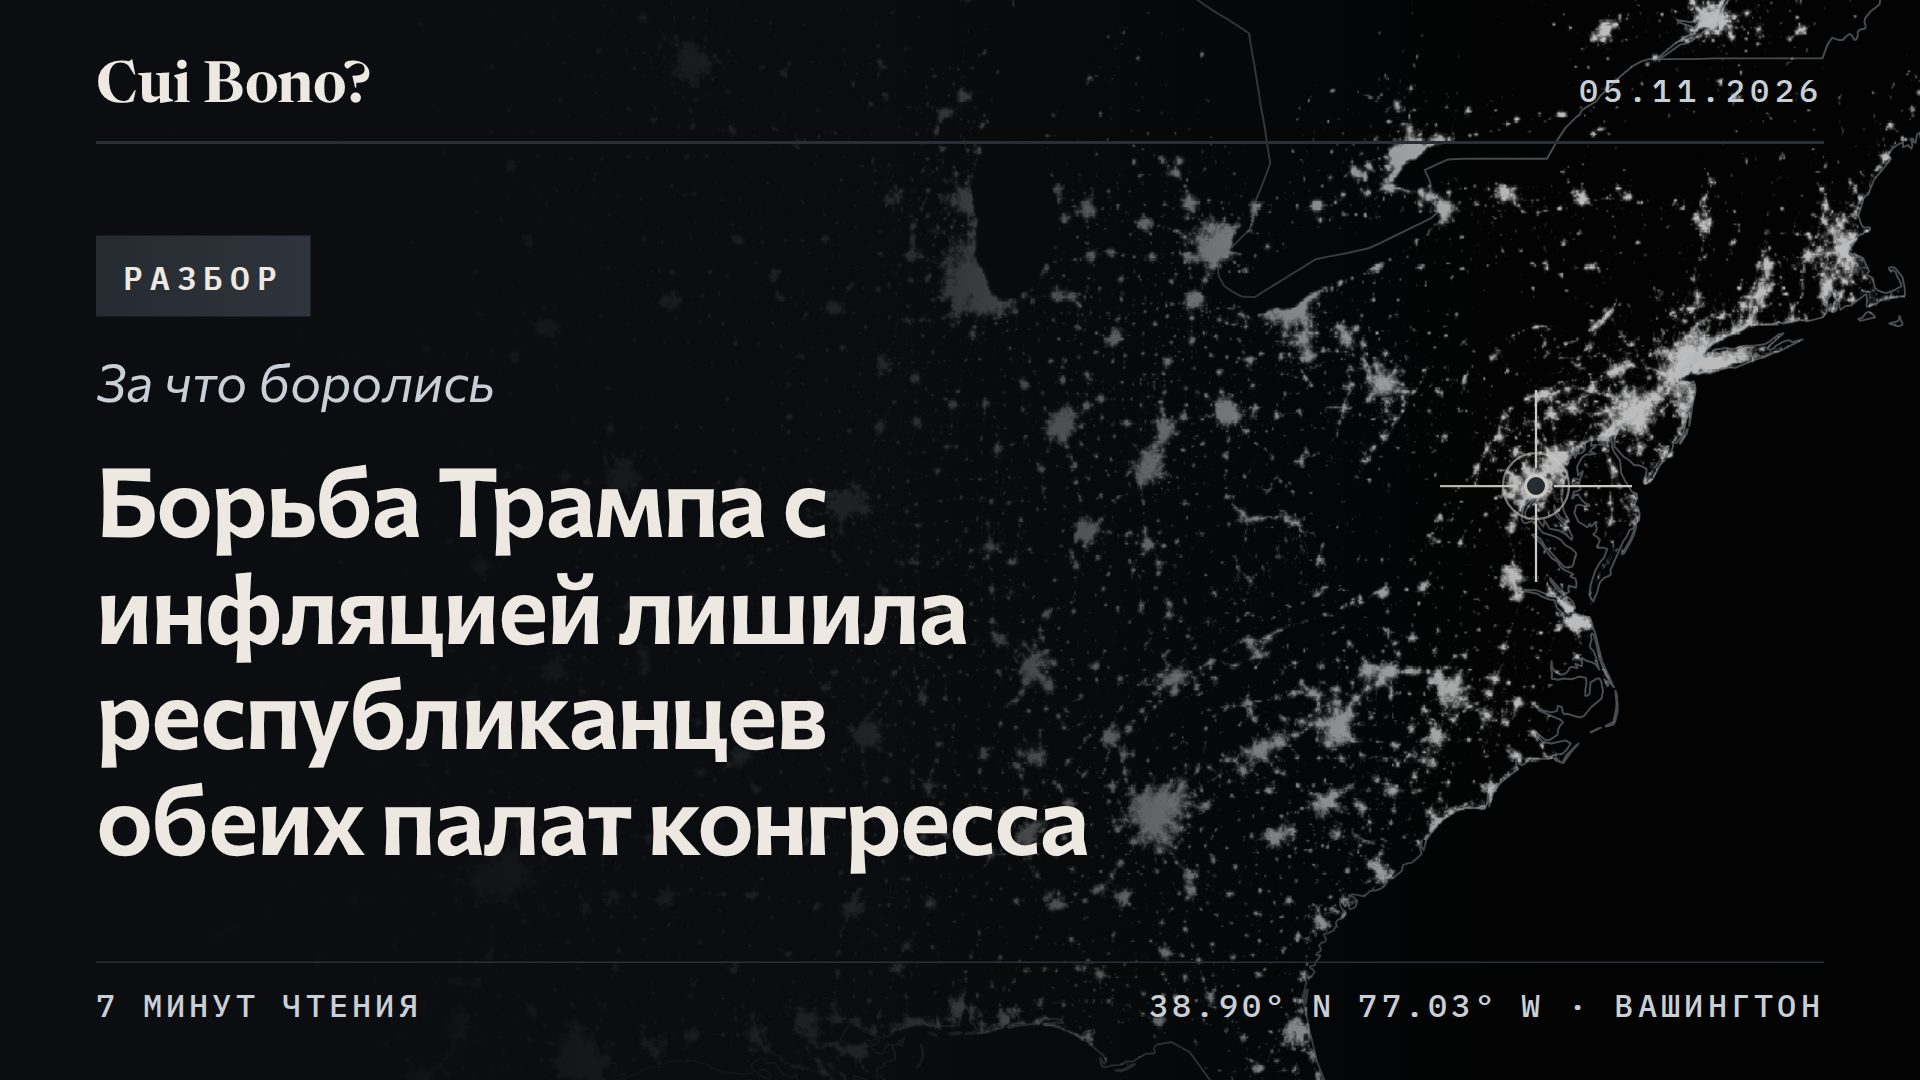 Cui Bono?
05.11.2026
РАЗБОР
За что боролись
Борьба Трампа с
инфляцией лишила
республиканцев
обеих палат конгресса
7 МИНУТ ЧТЕНИЯ
38.90° N 77.03° W · ВАШИНГТОН